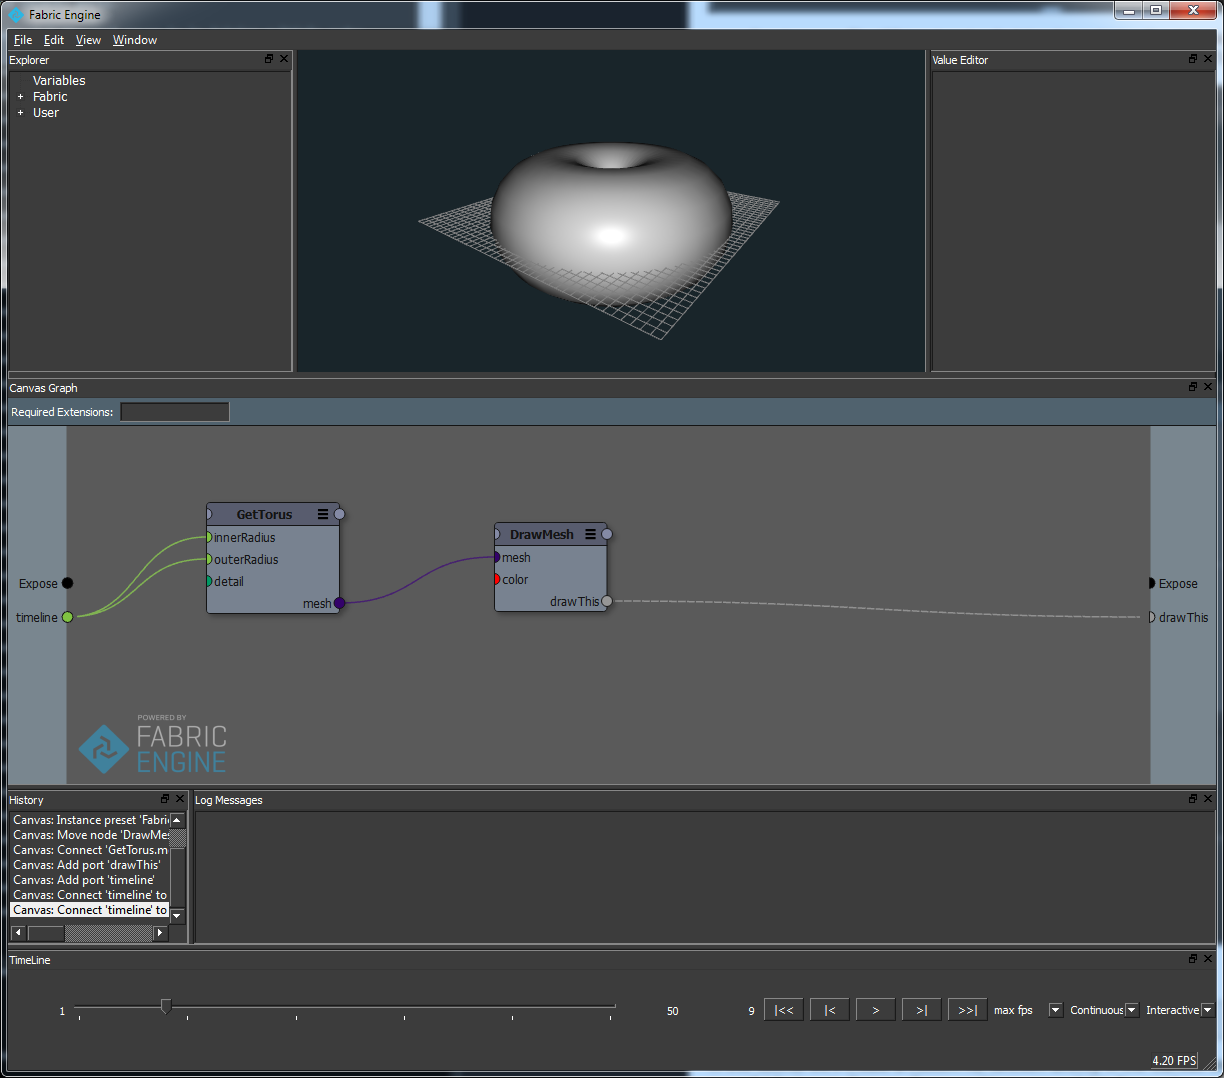 Fabric Engine
File Edit View Window
Explorer
Variables
+ Fabric
+ User
Value Editor
Canvas Graph
Required Extensions:
GetTorus
innerRadius
outerRadius
detail
mesh
DrawMesh
mesh
color
drawThis
Expose
timeline
Expose
drawThis
POWERED BY
FABRIC
ENGINE
History
Canvas: Instance preset 'Fabri
Canvas: Move node 'DrawMe
Canvas: Connect 'GetTorus.m
Canvas: Add port 'drawThis'
Canvas: Add port 'timeline'
Canvas: Connect 'timeline' to
Canvas: Connect 'timeline' to
Log Messages
TimeLine
1 50 9 |<< |< > >| >>| max fps Continuous Interactive
4.20 FPS